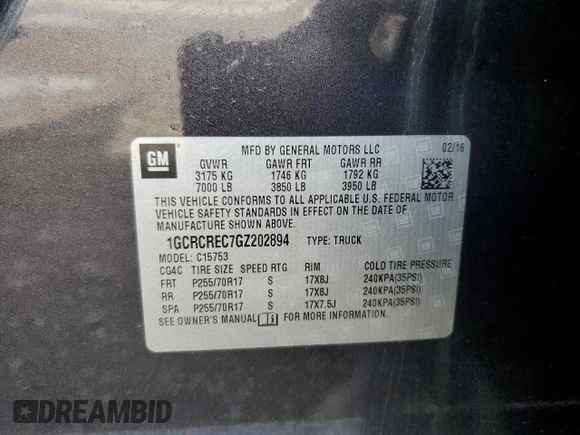 MFD BY GENERAL MOTORS LLC 02/16
GM GVWR GAWR FRT GAWR RR
3175 KG 1746 KG 1792 KG
7000 LB 3850 LB 3950 LB
THIS VEHICLE CONFORMS TO ALL APPLICABLE U.S. FEDERAL MOTOR
VEHICLE SAFETY STANDARDS IN EFFECT ON THE DATE OF
MANUFACTURE SHOWN ABOVE.
1GCRCREC7GZ202894 TYPE: TRUCK
MODEL: C15753
CG4C TIRE SIZE SPEED RTG RIM COLD TIRE PRESSURE
FRT P255/70R17 S 17X8J 240KPA(35PSI)
RR P255/70R17 S 17X8J 240KPA(35PSI)
SPA P255/70R17 S 17X7.5J 240KPA(35PSI)
SEE OWNER'S MANUAL FOR MORE INFORMATION.
DREAMBID